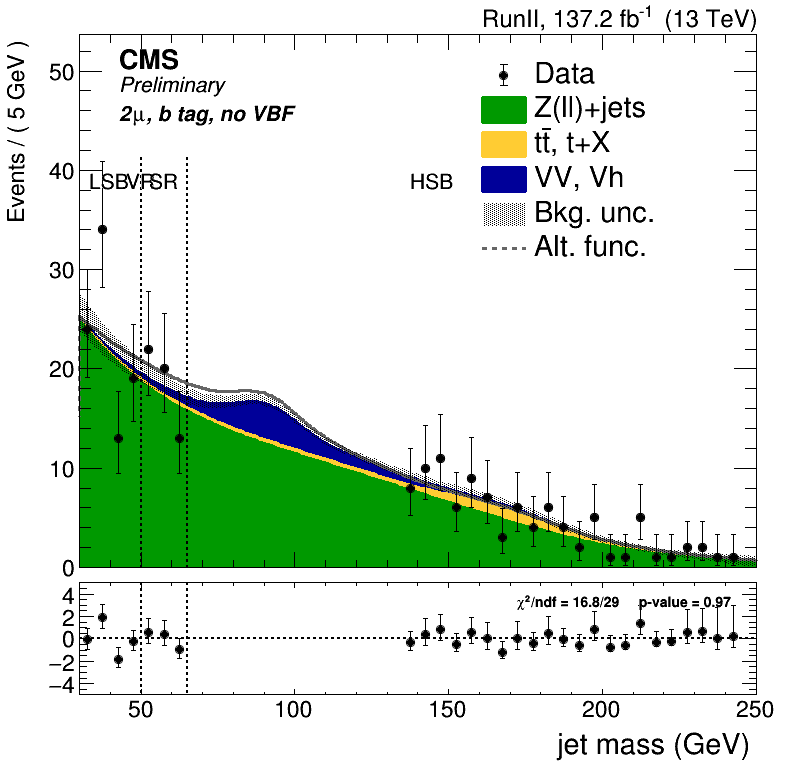 RunII, 137.2 fb⁻¹ (13 TeV)
CMS
Preliminary
2μ, b tag, no VBF
Data
Z(ll)+jets
tt̄, t+X
VV, Vh
Bkg. unc.
Alt. func.
LSB VR SR HSB
Events / ( 5 GeV )
50
40
30
20
10
0
χ²/ndf = 16.8/29 p-value = 0.97
4
2
0
−2
−4
50 100 150 200 250
jet mass (GeV)